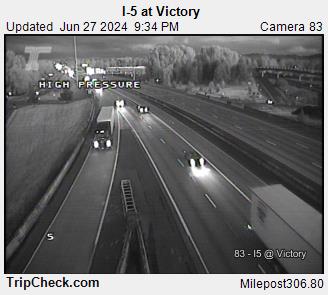 I-5 at Victory
Updated Jun 27 2024 9:34 PM Camera 83
T
HIGH PRESSURE
S
83 - I5 @ Victory
TripCheck.com Milepost306.80